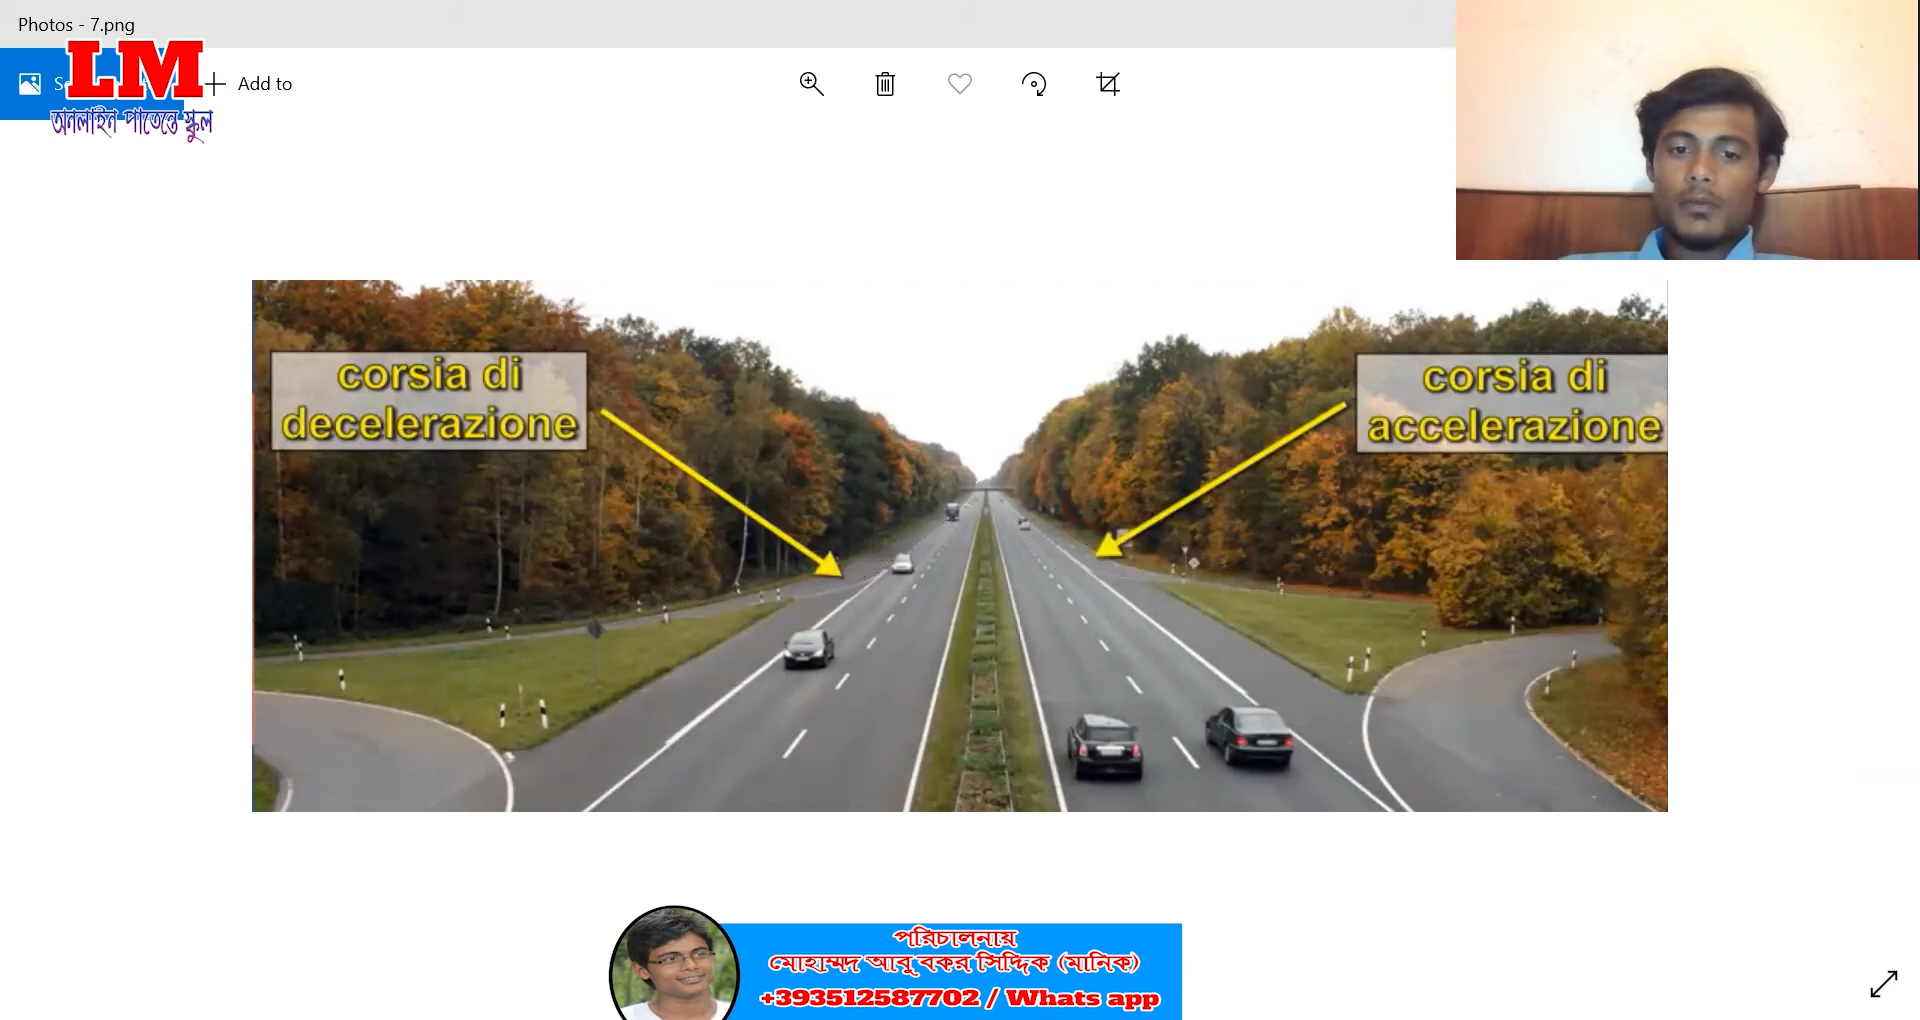 Photos - 7.png
Add to
LM
অনলাইন পাতেন্তে স্কুল
corsia di
decelerazione
corsia di
accelerazione
পরিচালনায়
মোহাম্মদ আবু বকর সিদ্দিক (মানিক)
+393512587702 / Whats app